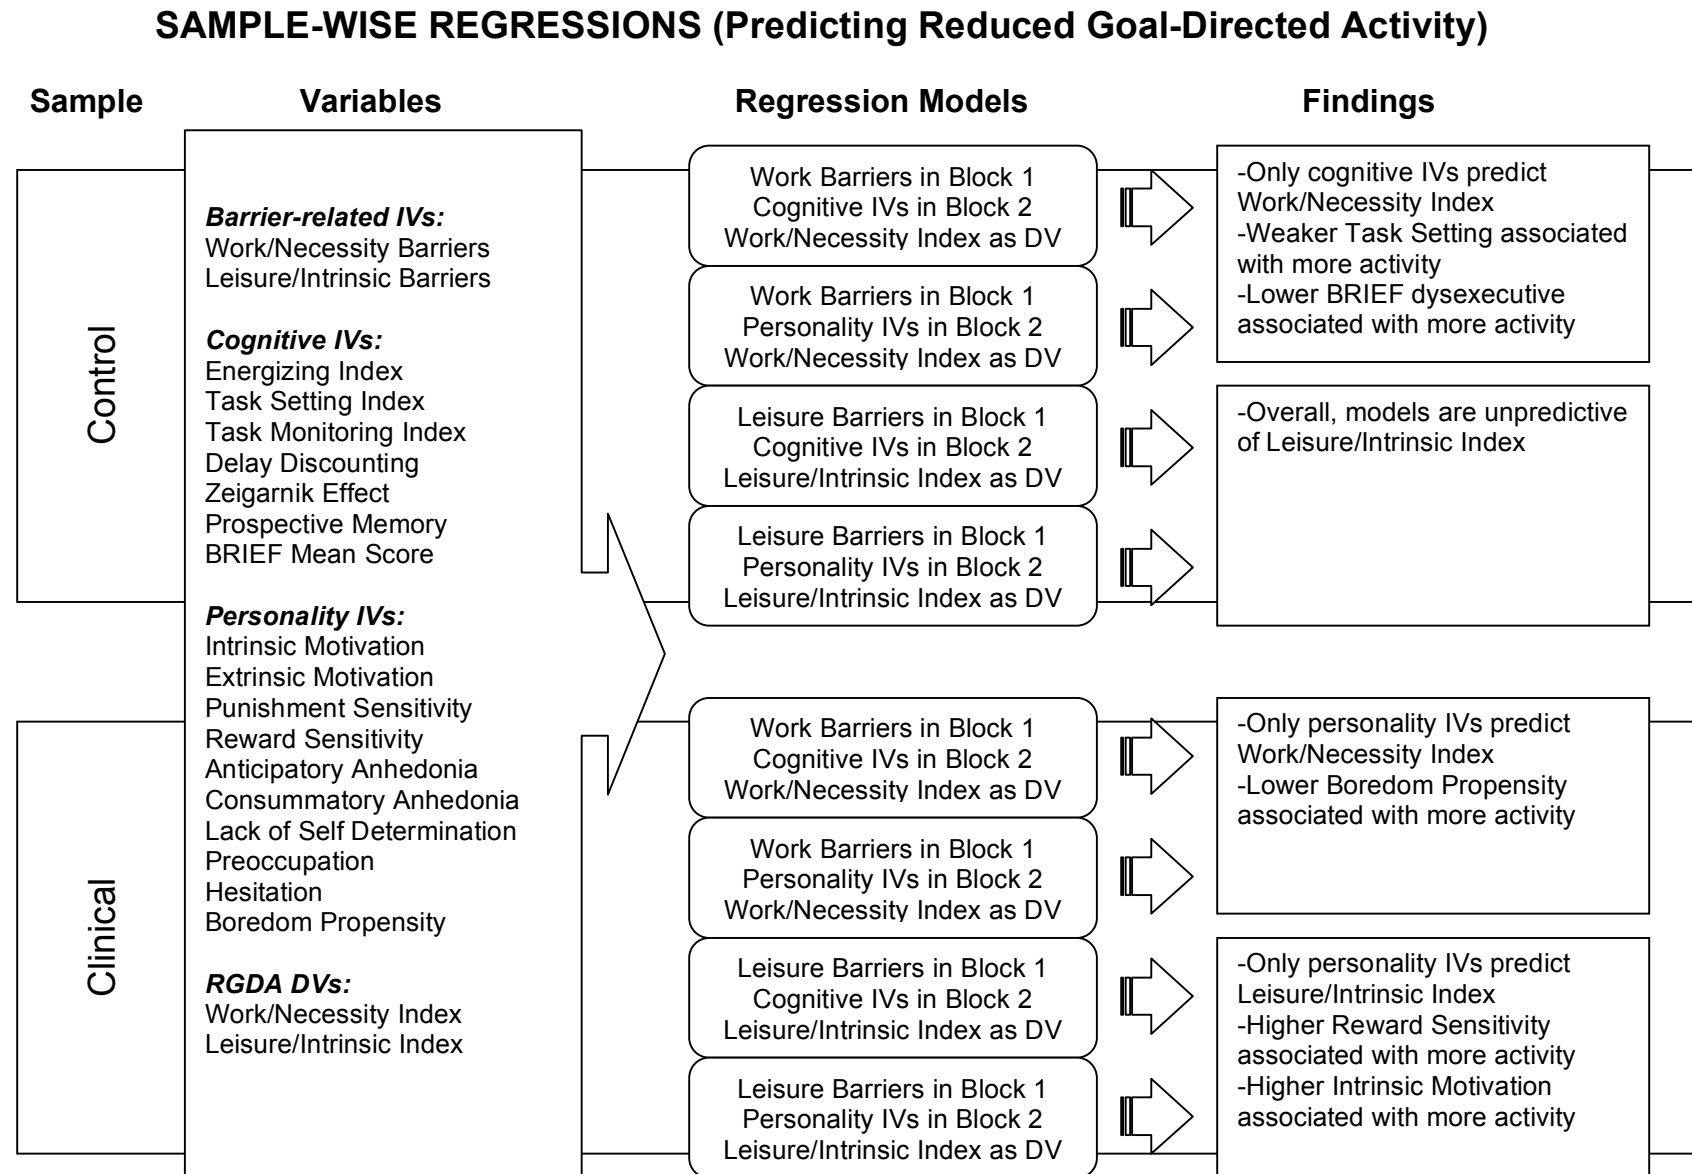 SAMPLE-WISE REGRESSIONS (Predicting Reduced Goal-Directed Activity)
Sample
Variables
Regression Models
Findings
Control
Clinical
Barrier-related IVs:
Work/Necessity Barriers
Leisure/Intrinsic Barriers
Cognitive IVs:
Energizing Index
Task Setting Index
Task Monitoring Index
Delay Discounting
Zeigarnik Effect
Prospective Memory
BRIEF Mean Score
Personality IVs:
Intrinsic Motivation
Extrinsic Motivation
Punishment Sensitivity
Reward Sensitivity
Anticipatory Anhedonia
Consummatory Anhedonia
Lack of Self Determination
Preoccupation
Hesitation
Boredom Propensity
RGDA DVs:
Work/Necessity Index
Leisure/Intrinsic Index
Work Barriers in Block 1
Cognitive IVs in Block 2
Work/Necessity Index as DV
Work Barriers in Block 1
Personality IVs in Block 2
Work/Necessity Index as DV
Leisure Barriers in Block 1
Cognitive IVs in Block 2
Leisure/Intrinsic Index as DV
Leisure Barriers in Block 1
Personality IVs in Block 2
Leisure/Intrinsic Index as DV
Work Barriers in Block 1
Cognitive IVs in Block 2
Work/Necessity Index as DV
Work Barriers in Block 1
Personality IVs in Block 2
Work/Necessity Index as DV
Leisure Barriers in Block 1
Cognitive IVs in Block 2
Leisure/Intrinsic Index as DV
Leisure Barriers in Block 1
Personality IVs in Block 2
Leisure/Intrinsic Index as DV
-Only cognitive IVs predict
Work/Necessity Index
-Weaker Task Setting associated
with more activity
-Lower BRIEF dysexecutive
associated with more activity
-Overall, models are unpredictive
of Leisure/Intrinsic Index
-Only personality IVs predict
Work/Necessity Index
-Lower Boredom Propensity
associated with more activity
-Only personality IVs predict
Leisure/Intrinsic Index
-Higher Reward Sensitivity
associated with more activity
-Higher Intrinsic Motivation
associated with more activity